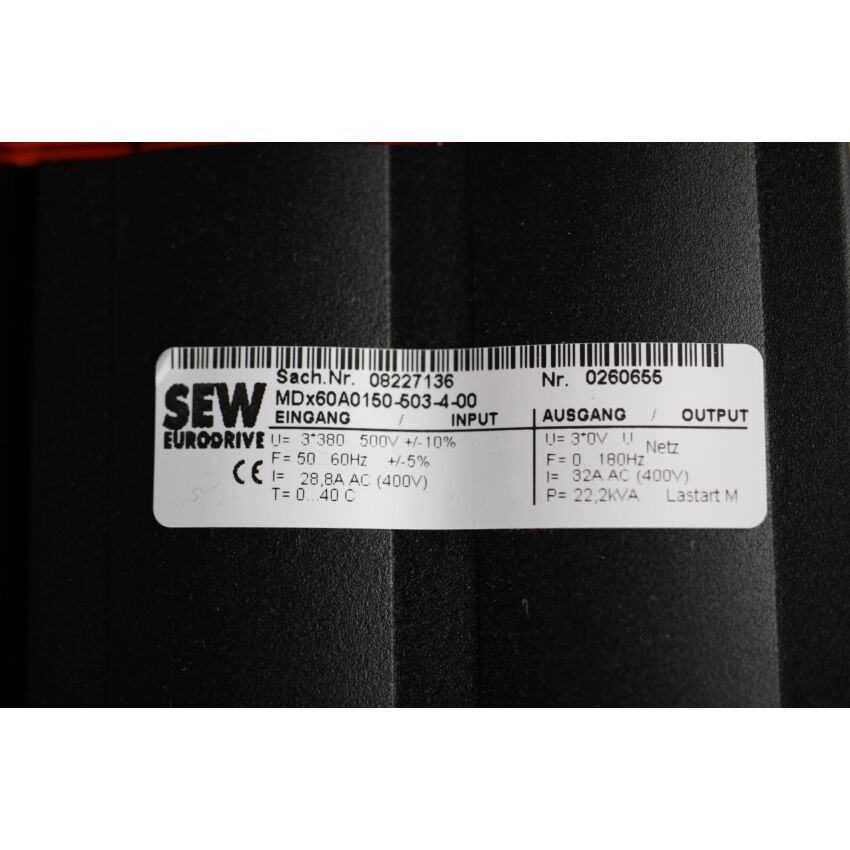 Sach.Nr. 08227136 Nr. 0260655
SEW
EURODRIVE
CE
MDx60A0150-503-4-00
EINGANG / INPUT
U= 3*380 500V +/-10%
F= 50...60Hz +/-5%
I= 28,8A AC (400V)
T= 0...40 C
AUSGANG / OUTPUT
U= 3*0V U Netz
F= 0 180Hz
I= 32A AC (400V)
P= 22,2kVA Lastart M